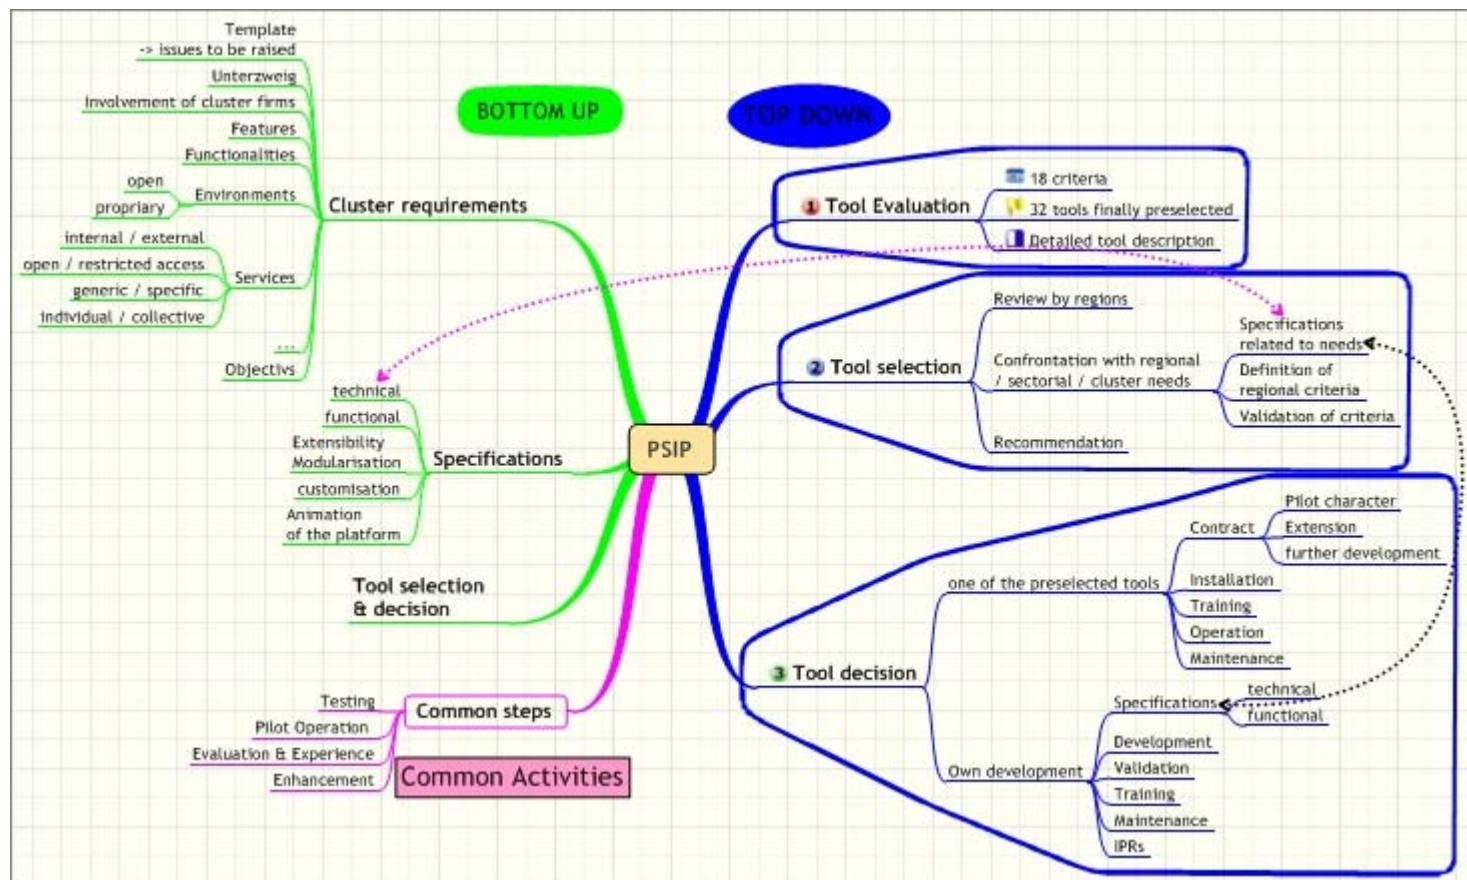 Template
-> issues to be raised
Unterzweig
Involvement of cluster firms
Features
Functionalities
open
propriary
Environments
internal / external
open / restricted access
generic / specific
individual / collective
Services
...
Objectivs
Cluster requirements
BOTTOM UP
technical
functional
Extensibility
Modularisation
customisation
Animation
of the platform
Specifications
Tool selection
& decision
Testing
Pilot Operation
Evaluation & Experience
Enhancement
Common steps
Common Activities
PSIP
TOP DOWN
1 Tool Evaluation
18 criteria
32 tools finally preselected
Detailed tool description
2 Tool selection
Review by regions
Confrontation with regional
/ sectorial / cluster needs
Specifications
related to needs
Definition of
regional criteria
Validation of criteria
Recommendation
3 Tool decision
one of the preselected tools
Contract
Pilot character
Extension
further development
Installation
Training
Operation
Maintenance
Own development
Specifications
technical
functional
Development
Validation
Training
Maintenance
IPRs